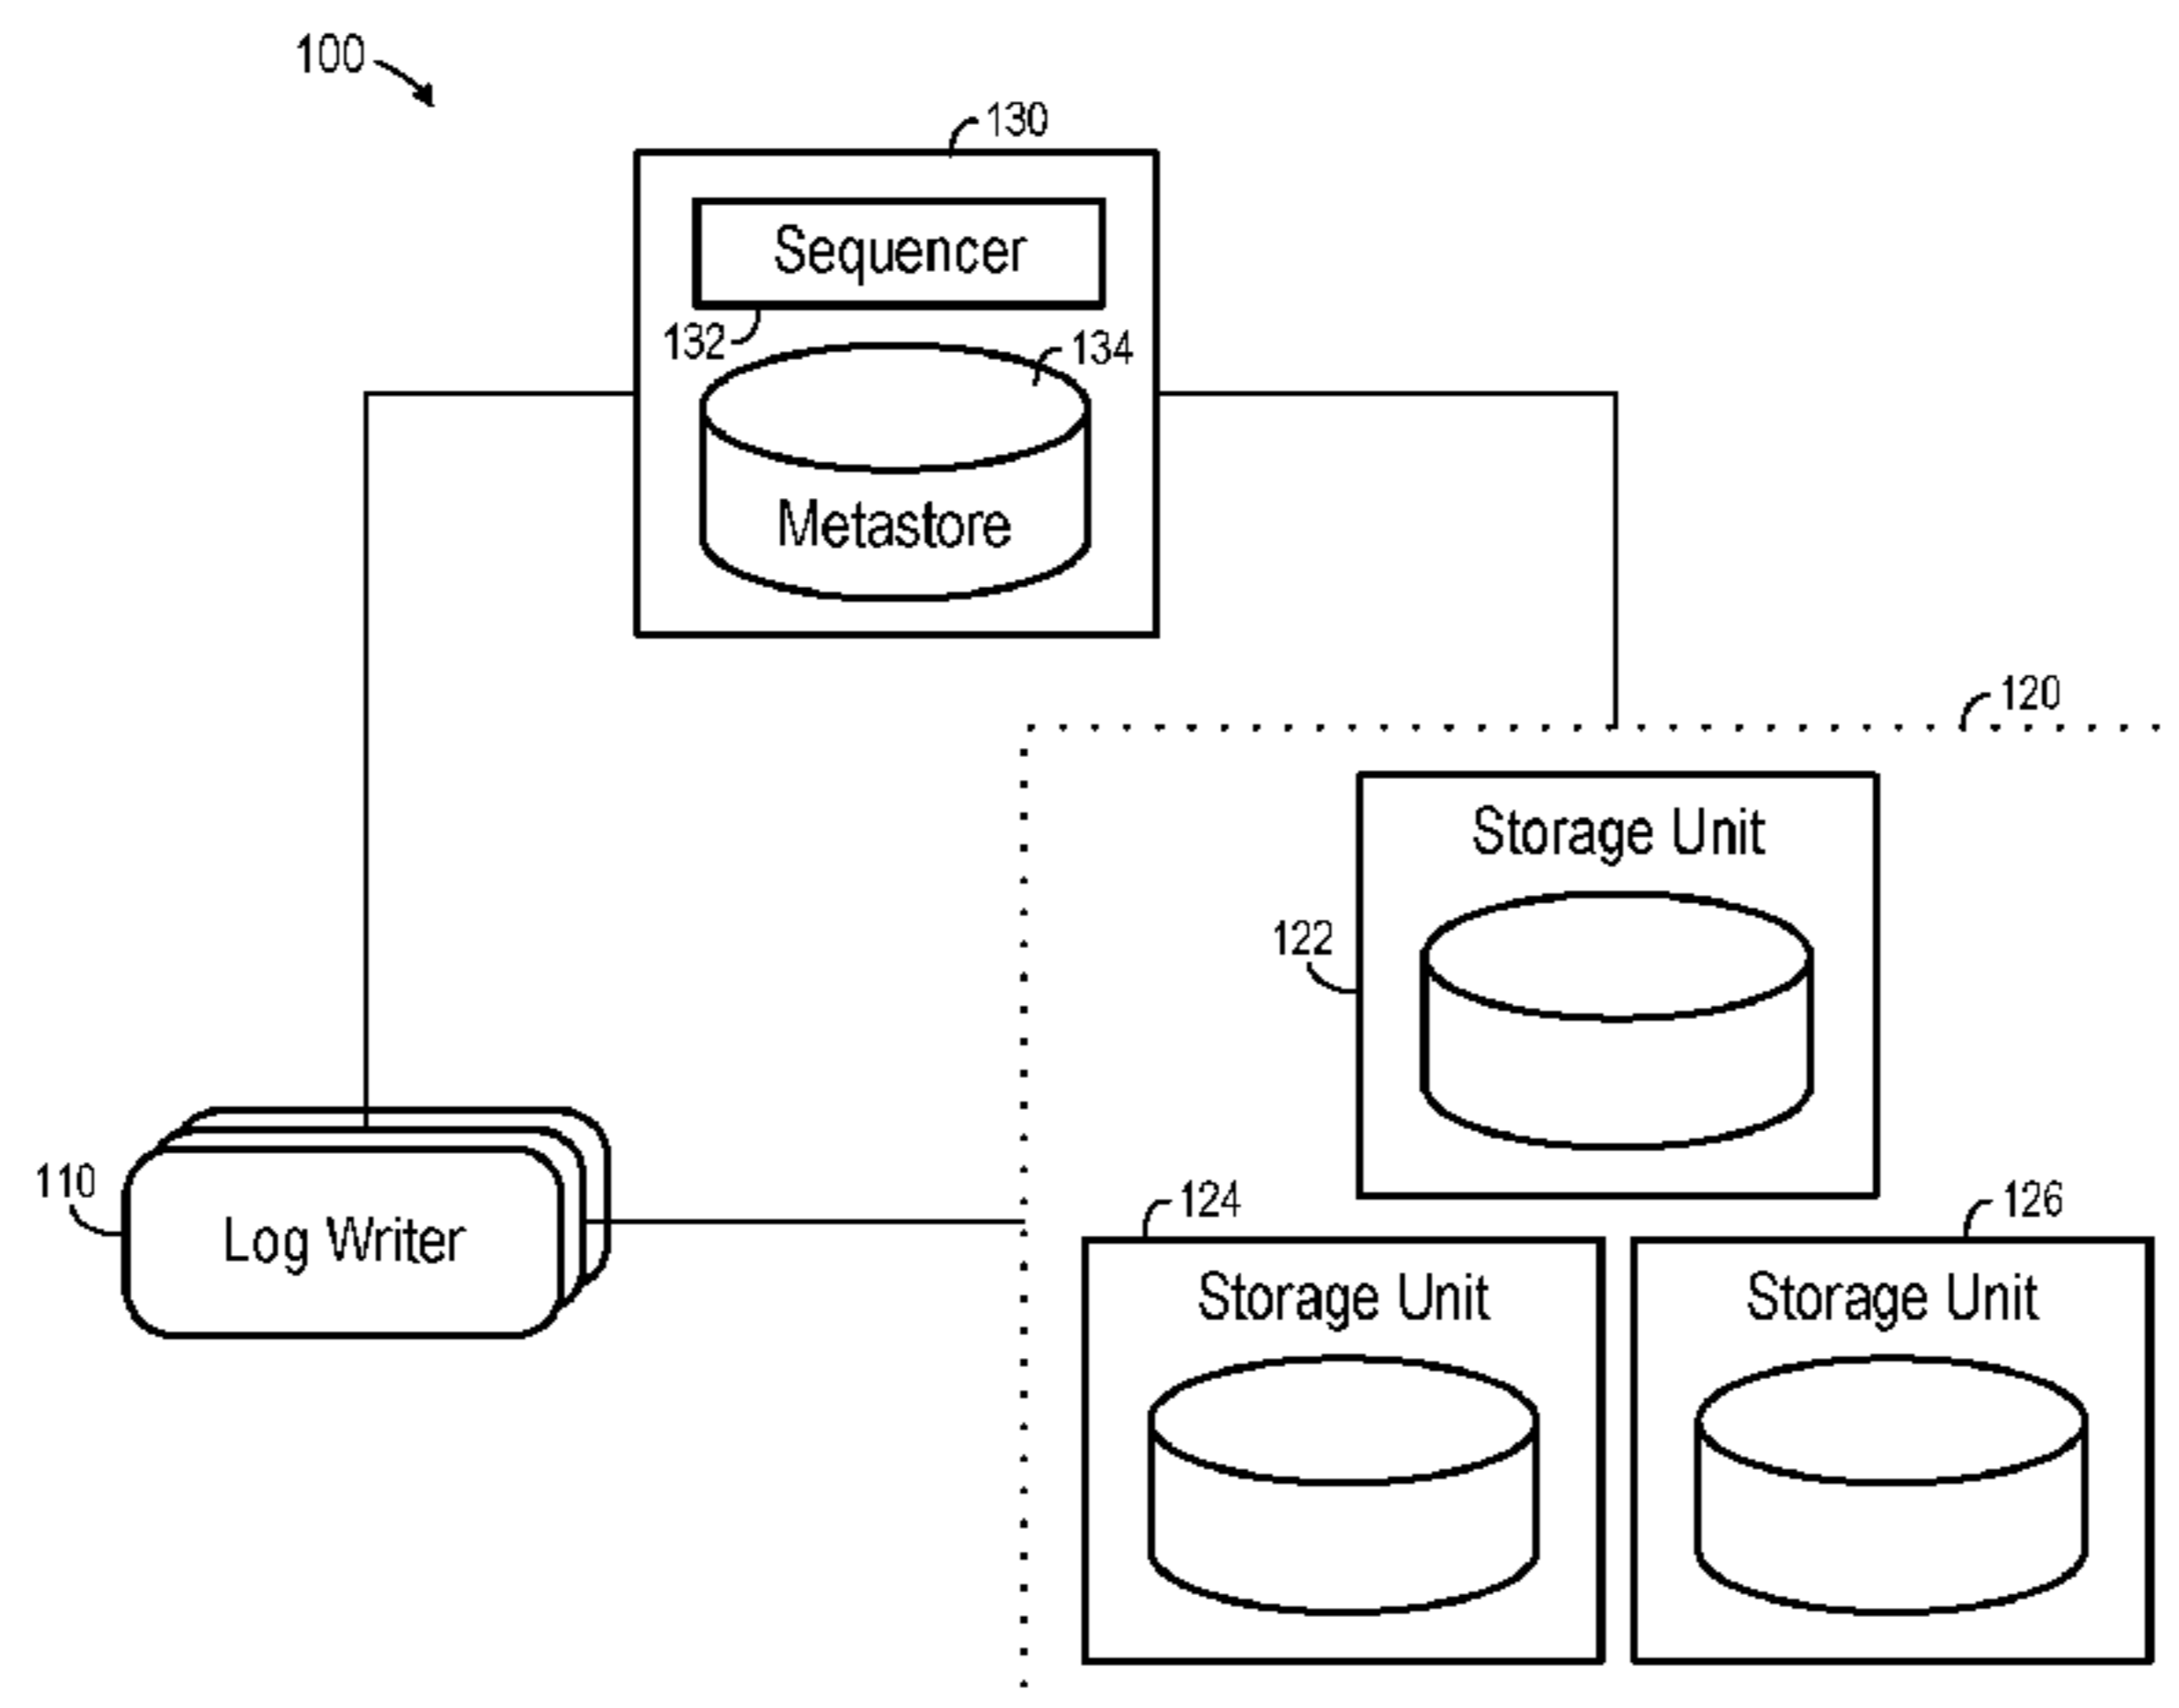 100
130
Sequencer
132
134
Metastore
120
Storage Unit
122
110
Log Writer
124
126
Storage Unit
Storage Unit